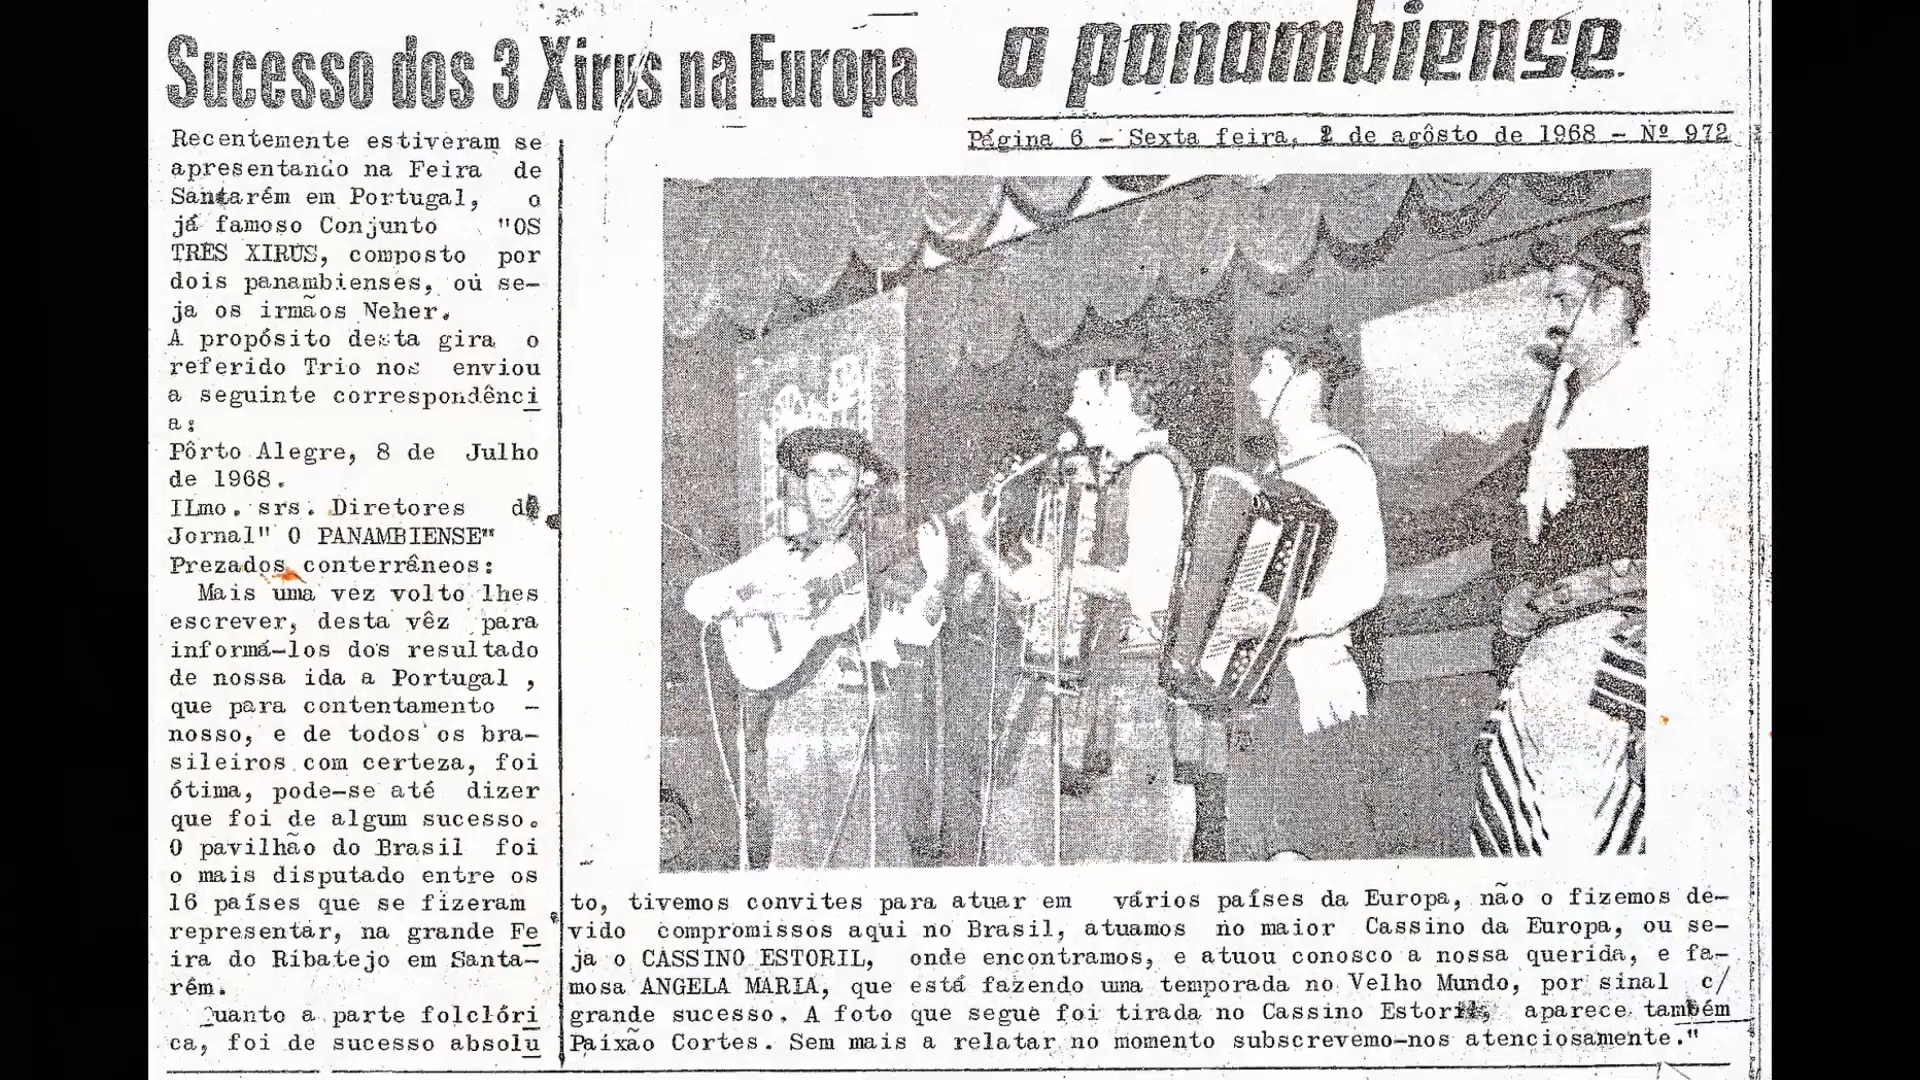 Sucesso dos 3 Xirus na Europa
o panambiense
Página 6 - Sexta feira, 2 de agôsto de 1968 - Nº 972
Recentemente estiveram se
apresentando na Feira de
Santarém em Portugal, o
já famoso Conjunto "OS
TRÊS XIRUS, composto por
dois panambienses, ou se-
ja os irmãos Neher.
A propósito desta gira o
referido Trio nos enviou
a seguinte correspondênci
a:
Pôrto Alegre, 8 de Julho
de 1968.
ILmo. srs. Diretores do
Jornal" O PANAMBIENSE"
Prezados conterrâneos:
Mais uma vez volto lhes
escrever, desta vêz para
informá-los dos resultado
de nossa ida a Portugal ,
que para contentamento -
nosso, e de todos os bra-
sileiros com certeza, foi
ótima, pode-se até dizer
que foi de algum sucesso.
O pavilhão do Brasil foi
o mais disputado entre os
16 países que se fizeram
representar, na grande Fe
ira do Ribatejo em Santa-
rém.
Quanto a parte folclóri
ca, foi de sucesso absolu
to, tivemos convites para atuar em vários países da Europa, não o fizemos de-
vido compromissos aqui no Brasil, atuamos no maior Cassino da Europa, ou se-
ja o CASSINO ESTORIL, onde encontramos, e atuou conosco a nossa querida, e fa-
mosa ANGELA MARIA, que está fazendo uma temporada no Velho Mundo, por sinal c/
grande sucesso. A foto que segue foi tirada no Cassino Estoril, aparece também
Paixão Cortes. Sem mais a relatar no momento subscrevemo-nos atenciosamente."